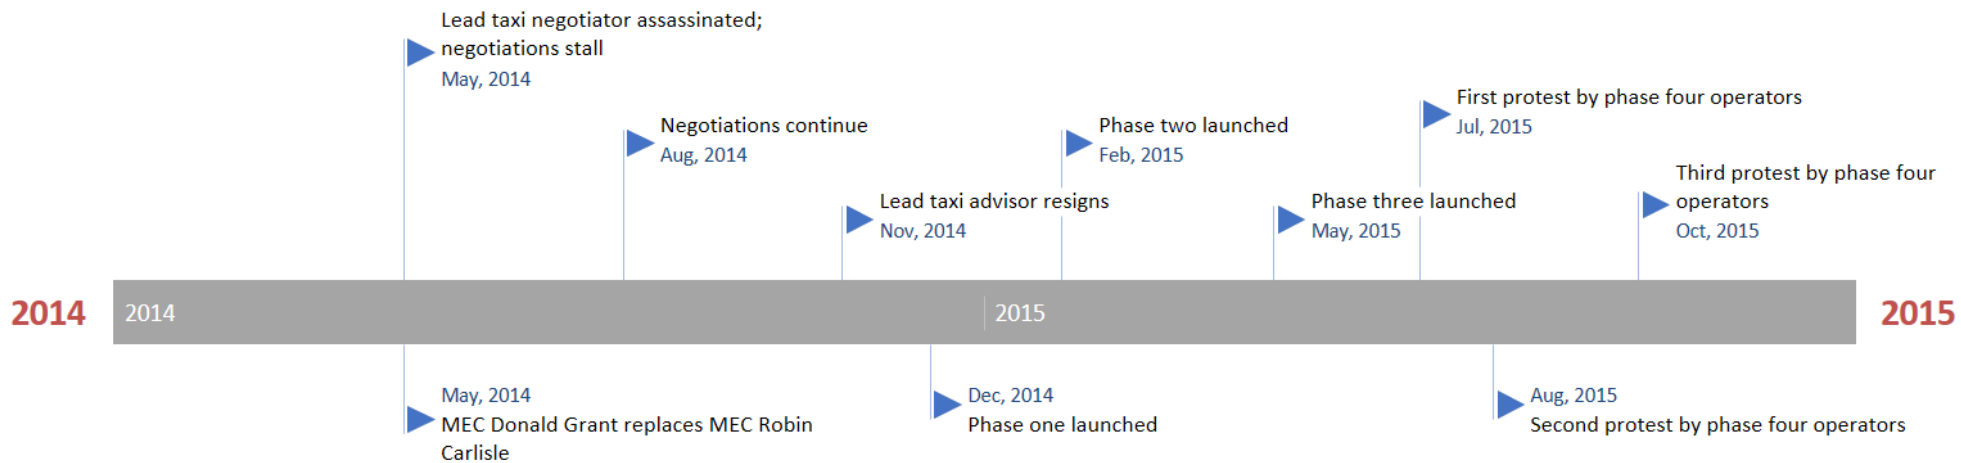 Lead taxi negotiator assassinated;
negotiations stall
May, 2014
Negotiations continue
Aug, 2014
Lead taxi advisor resigns
Nov, 2014
Phase two launched
Feb, 2015
Phase three launched
May, 2015
First protest by phase four operators
Jul, 2015
Third protest by phase four
operators
Oct, 2015
2014
2014
2015
2015
May, 2014
MEC Donald Grant replaces MEC Robin
Carlisle
Dec, 2014
Phase one launched
Aug, 2015
Second protest by phase four operators